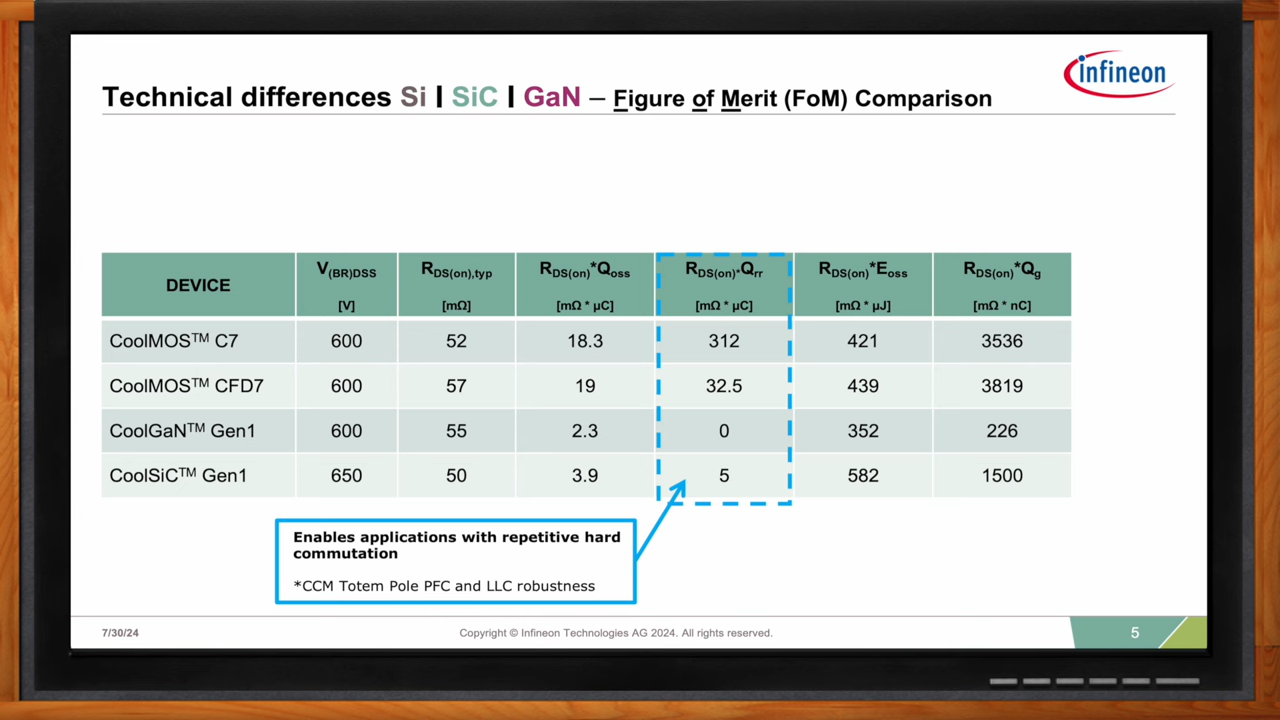 infineon
Technical differences Si | SiC | GaN – Figure of Merit (FoM) Comparison
DEVICE V(BR)DSS [V] RDS(on),typ [mΩ] RDS(on)*Qoss [mΩ * µC] RDS(on)*Qrr [mΩ * µC] RDS(on)*Eoss [mΩ * µJ] RDS(on)*Qg [mΩ * nC]
CoolMOS™ C7 600 52 18.3 312 421 3536
CoolMOS™ CFD7 600 57 19 32.5 439 3819
CoolGaN™ Gen1 600 55 2.3 0 352 226
CoolSiC™ Gen1 650 50 3.9 5 582 1500
Enables applications with repetitive hard
commutation
*CCM Totem Pole PFC and LLC robustness
7/30/24 Copyright © Infineon Technologies AG 2024. All rights reserved. 5